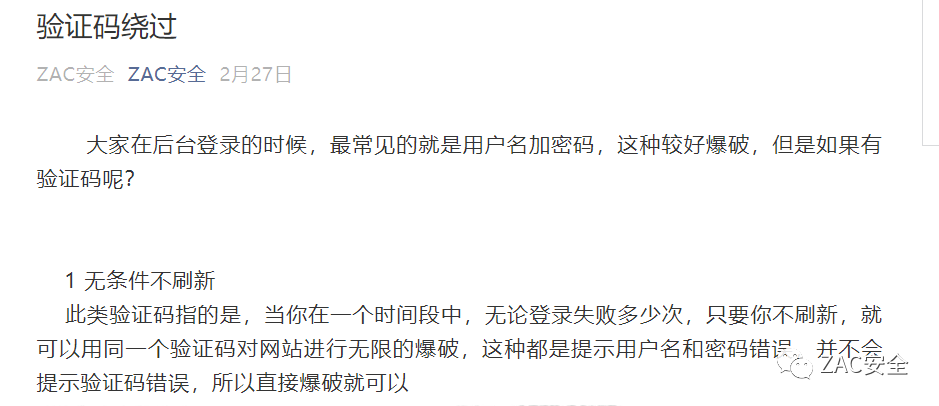 验证码绕过
ZAC安全 ZAC安全 2月27日
大家在后台登录的时候，最常见的就是用户名加密码，这种较好爆破，但是如果有
验证码呢？
1 无条件不刷新
此类验证码指的是，当你在一个时间段中，无论登录失败多少次，只要你不刷新，就
可以用同一个验证码对网站进行无限的爆破，这种都是提示用户名和密码错误，并不会
提示验证码错误，所以直接爆破就可以
ZAC安全